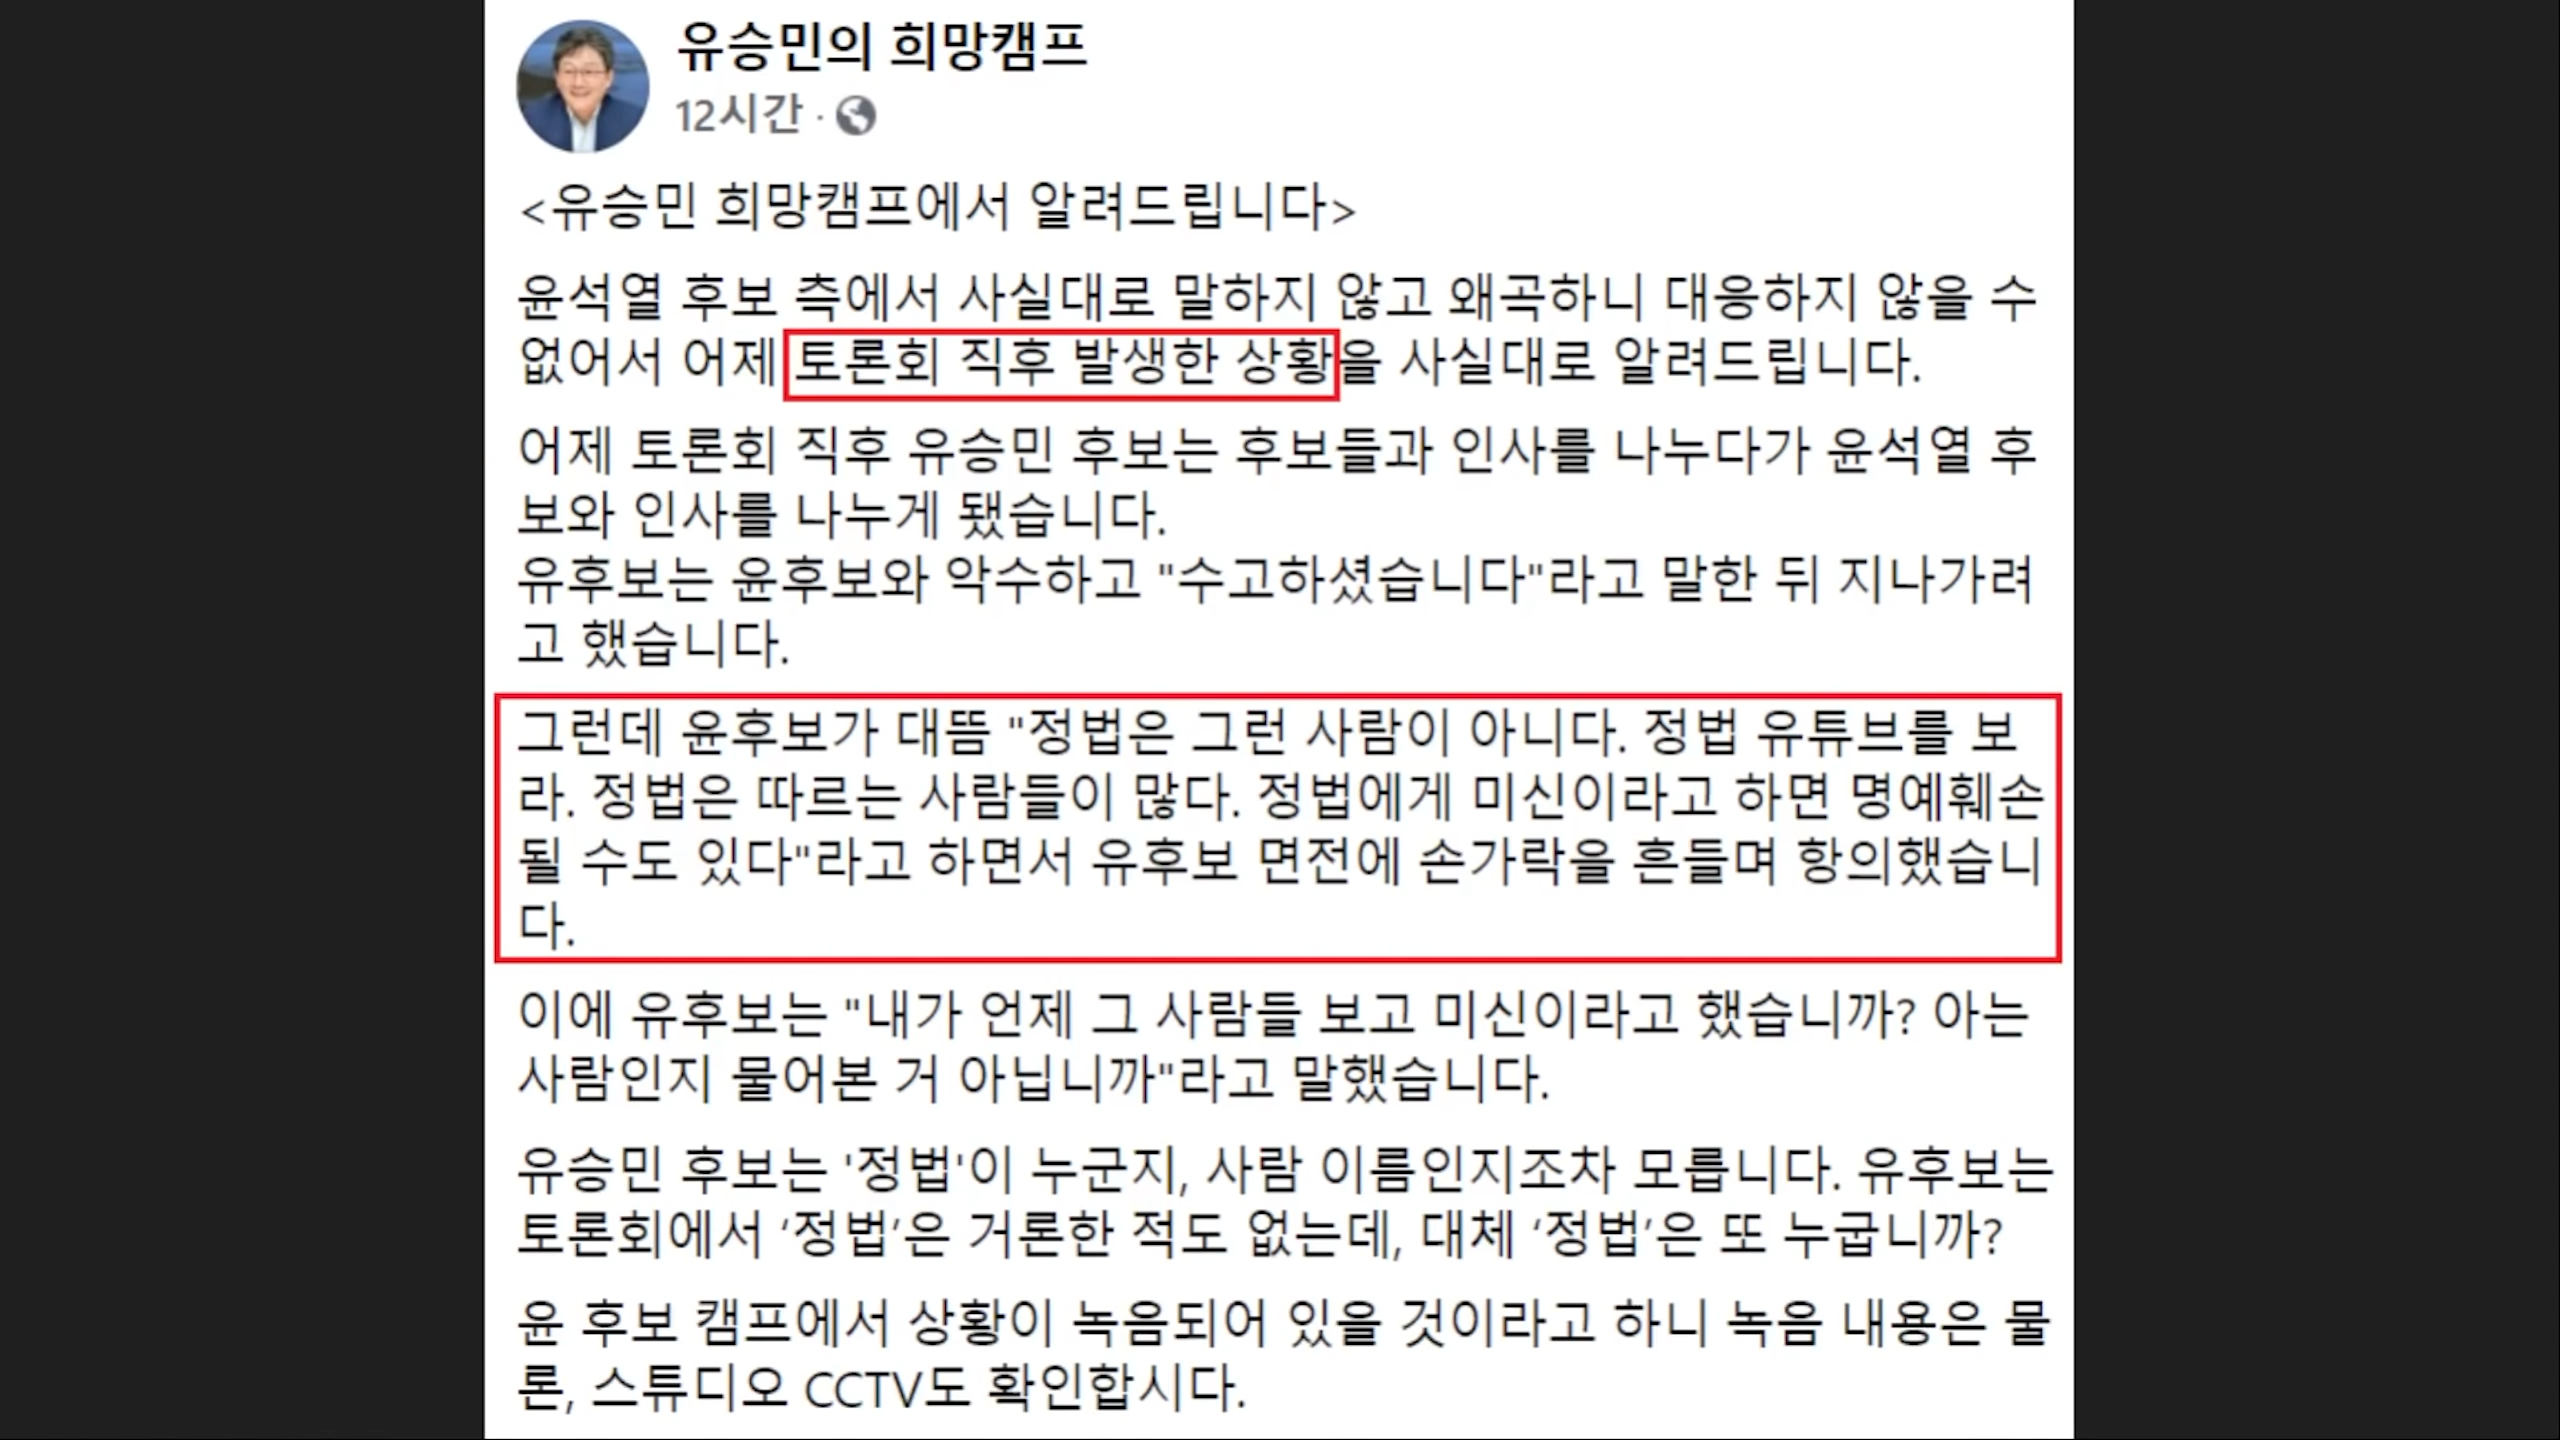 유승민의 희망캠프
12시간 ·
<유승민 희망캠프에서 알려드립니다>
윤석열 후보 측에서 사실대로 말하지 않고 왜곡하니 대응하지 않을 수
없어서 어제 토론회 직후 발생한 상황을 사실대로 알려드립니다.
어제 토론회 직후 유승민 후보는 후보들과 인사를 나누다가 윤석열 후
보와 인사를 나누게 됐습니다.
유후보는 윤후보와 악수하고 "수고하셨습니다"라고 말한 뒤 지나가려
고 했습니다.
그런데 윤후보가 대뜸 "정법은 그런 사람이 아니다. 정법 유튜브를 보
라. 정법은 따르는 사람들이 많다. 정법에게 미신이라고 하면 명예훼손
될 수도 있다"라고 하면서 유후보 면전에 손가락을 흔들며 항의했습니
다.
이에 유후보는 "내가 언제 그 사람들 보고 미신이라고 했습니까? 아는
사람인지 물어본 거 아닙니까"라고 말했습니다.
유승민 후보는 '정법'이 누군지, 사람 이름인지조차 모릅니다. 유후보는
토론회에서 ‘정법’은 거론한 적도 없는데, 대체 ‘정법’은 또 누굽니까?
윤 후보 캠프에서 상황이 녹음되어 있을 것이라고 하니 녹음 내용은 물
론, 스튜디오 CCTV도 확인합시다.